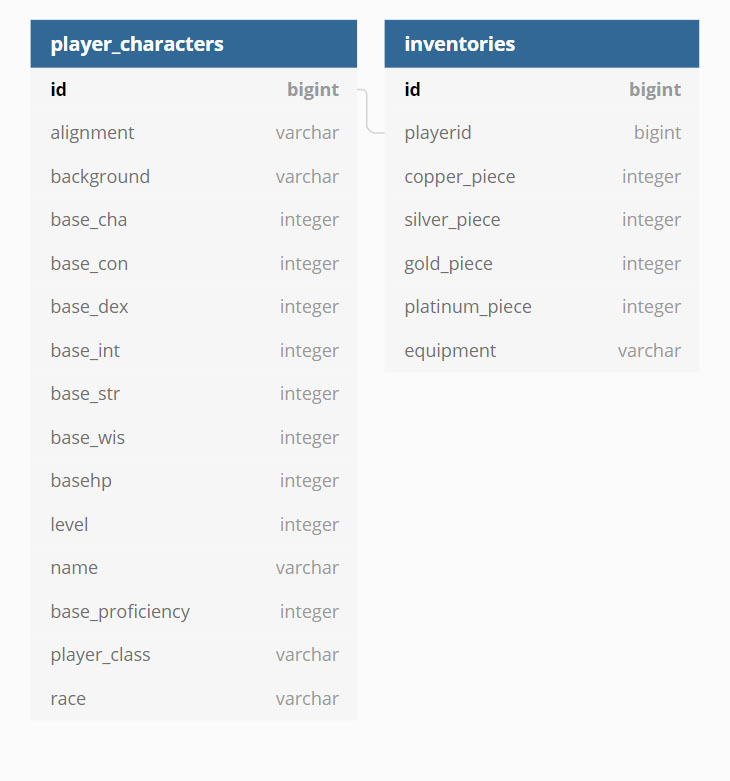 player_characters
id bigint
alignment varchar
background varchar
base_cha integer
base_con integer
base_dex integer
base_int integer
base_str integer
base_wis integer
basehp integer
level integer
name varchar
base_proficiency integer
player_class varchar
race varchar
inventories
id bigint
playerid bigint
copper_piece integer
silver_piece integer
gold_piece integer
platinum_piece integer
equipment varchar